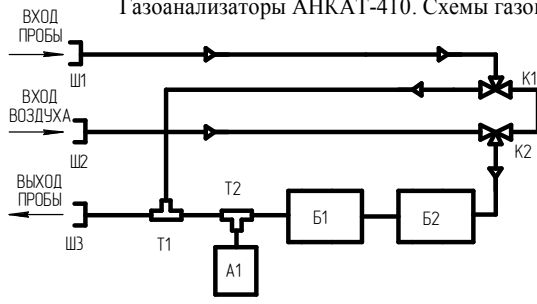 Газоанализаторы АНКАТ-410. Схемы газо
ВХОД
ПРОБЫ
Ш1
К1
ВХОД
ВОЗДУХА
Ш2
К2
ВЫХОД
ПРОБЫ
Т2
Б1
Б2
Ш3
Т1
А1